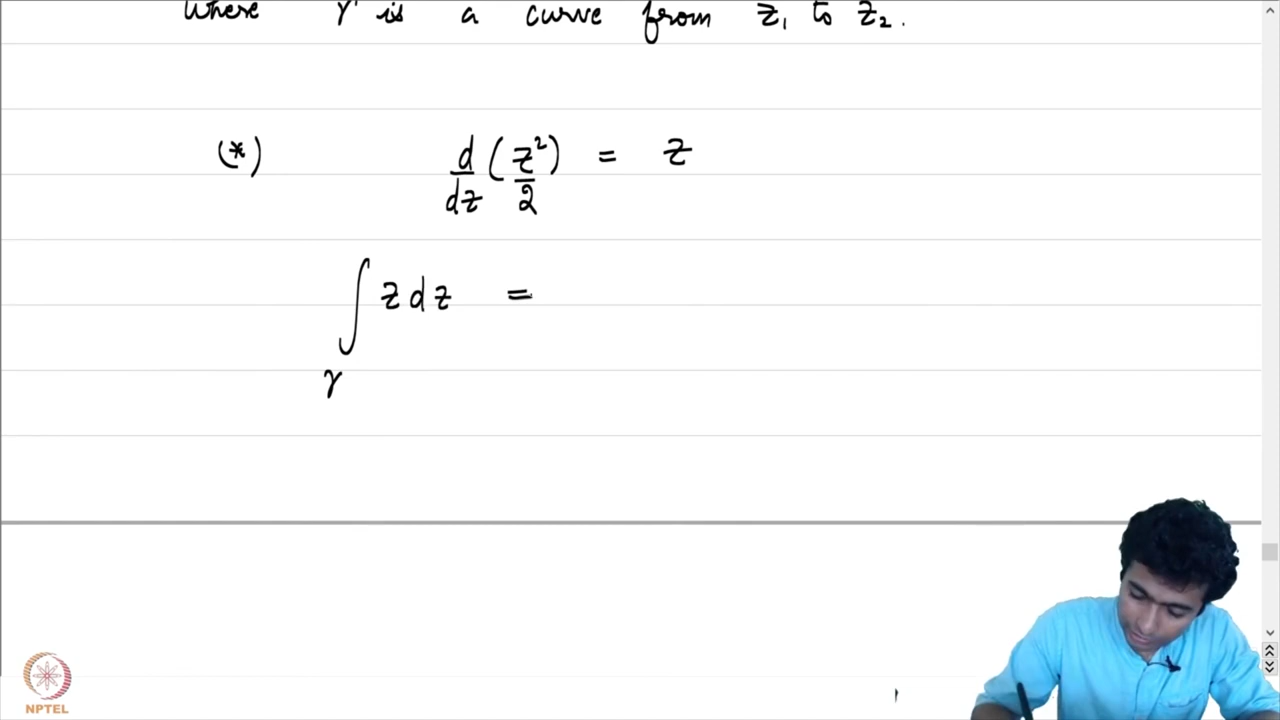 where γ is a curve from z₁ to z₂.
(*) d/dz (z²/2) = z
∫_γ z dz =
NPTEL